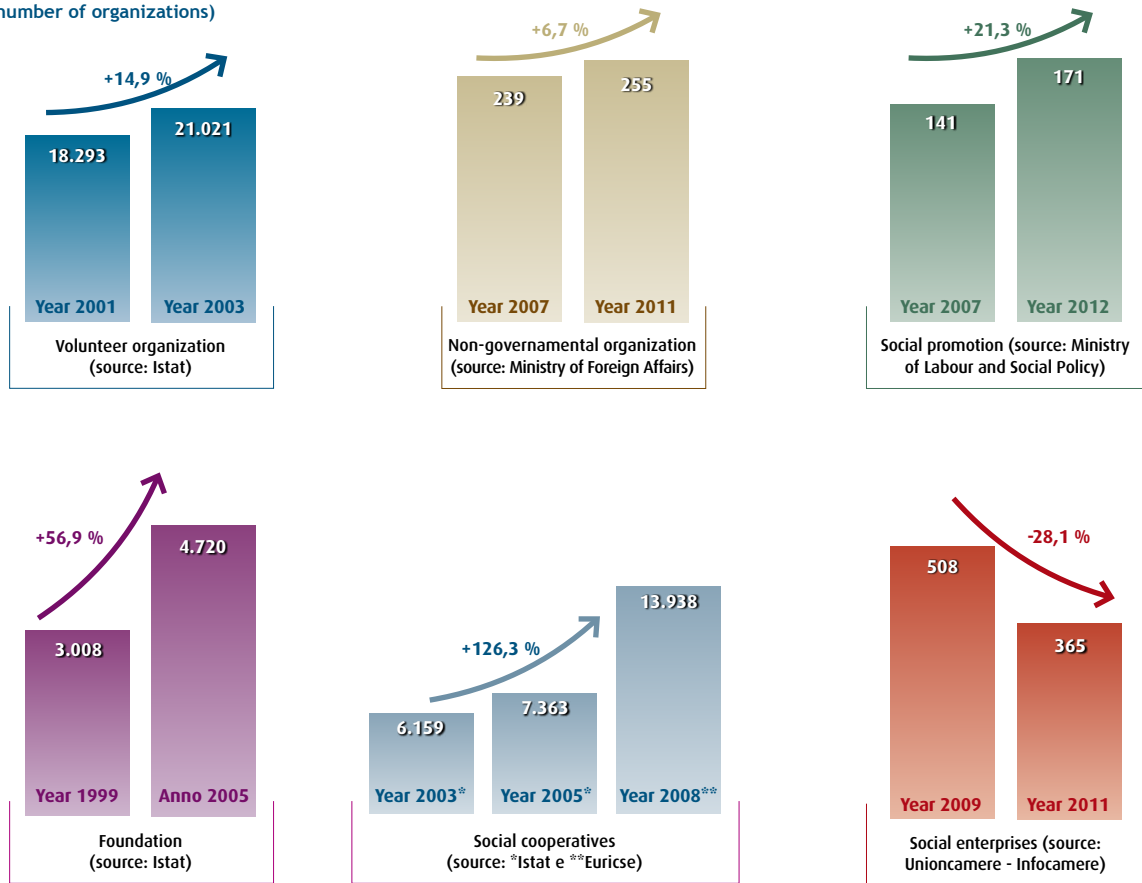 number of organizations)
+14,9 %
18.293
21.021
Year 2001
Year 2003
Volunteer organization
(source: Istat)
+6,7 %
239
255
Year 2007
Year 2011
Non-governamental organization
(source: Ministry of Foreign Affairs)
+21,3 %
141
171
Year 2007
Year 2012
Social promotion (source: Ministry
of Labour and Social Policy)
+56,9 %
3.008
4.720
Year 1999
Anno 2005
Foundation
(source: Istat)
+126,3 %
6.159
7.363
13.938
Year 2003*
Year 2005*
Year 2008**
Social cooperatives
(source: *Istat e **Euricse)
-28,1 %
508
365
Year 2009
Year 2011
Social enterprises (source:
Unioncamere - Infocamere)